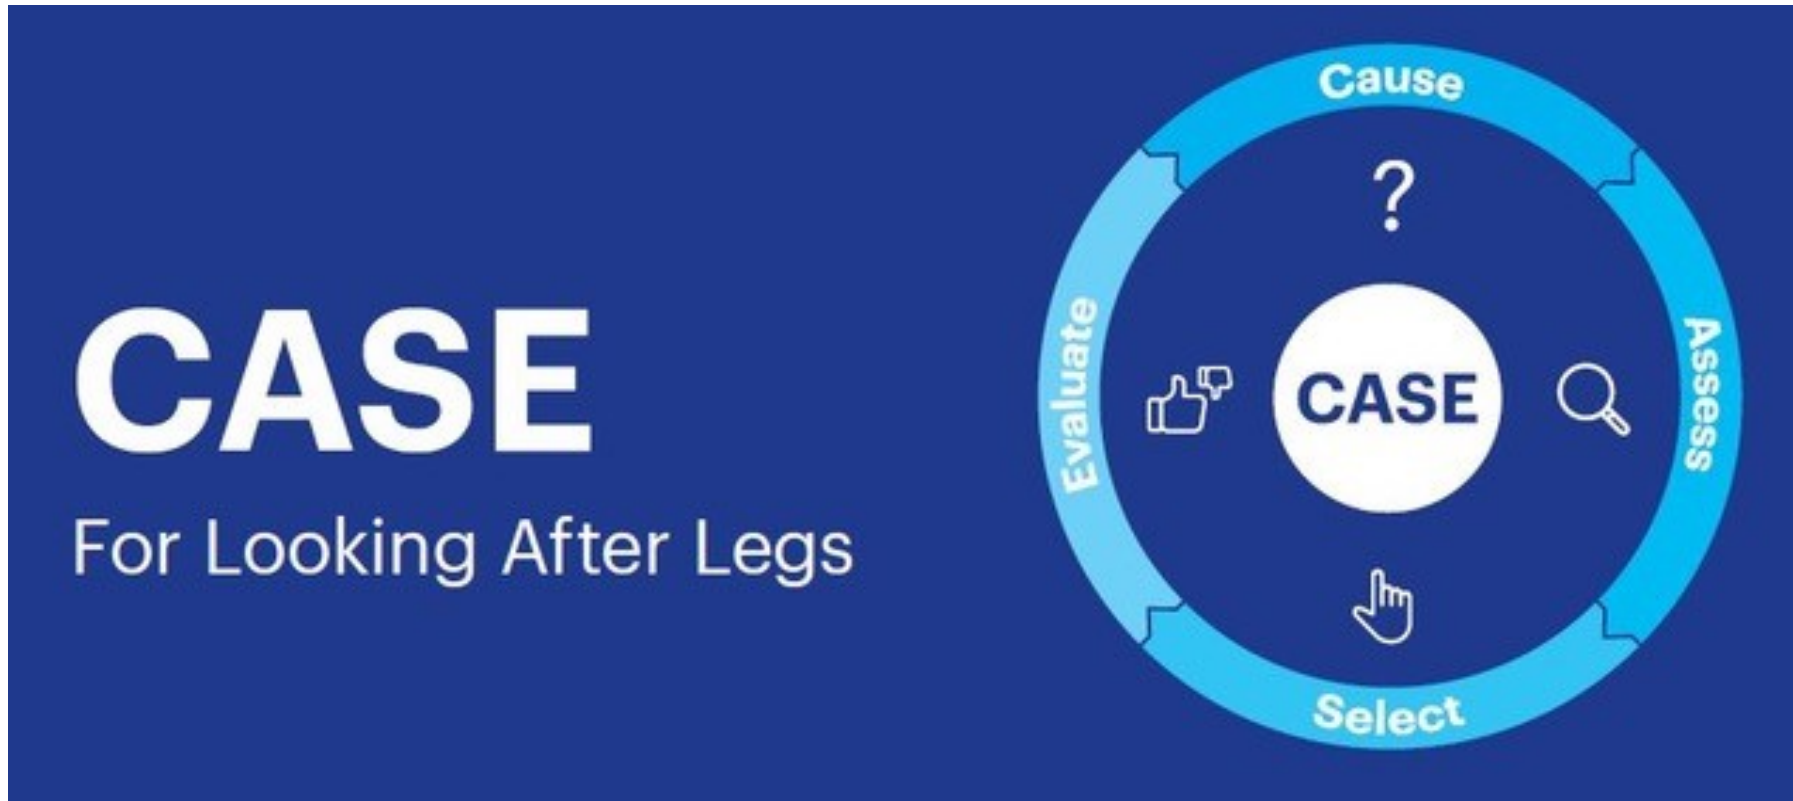 CASE
For Looking After Legs
Cause
?
Assess
CASE
Select
Evaluate